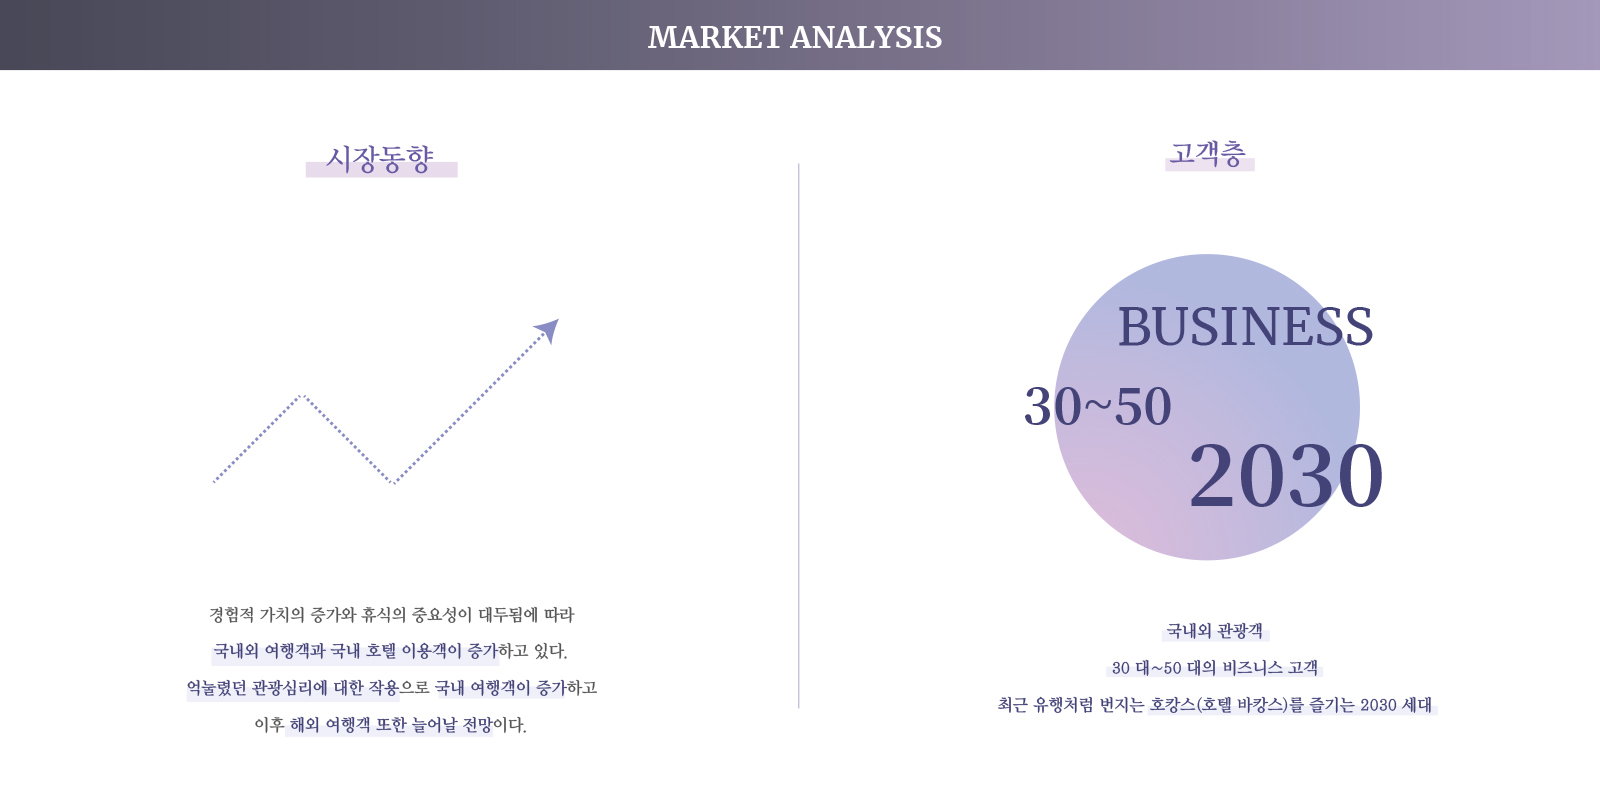 MARKET ANALYSIS
시장동향
경험적 가치의 증가와 휴식의 중요성이 대두됨에 따라
국내외 여행객과 국내 호텔 이용객이 증가하고 있다.
억눌렸던 관광심리에 대한 작용으로 국내 여행객이 증가하고
이후 해외 여행객 또한 늘어날 전망이다.
고객층
BUSINESS
30~50
2030
국내외 관광객
30 대~50 대의 비즈니스 고객
최근 유행처럼 번지는 호캉스(호텔 바캉스)를 즐기는 2030 세대